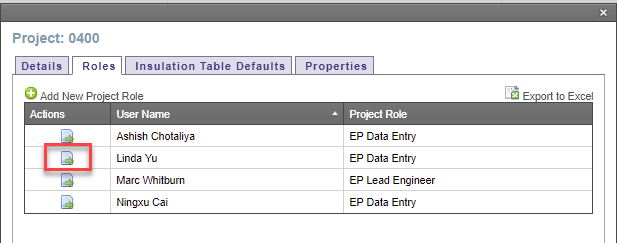 Project: 0400
Details Roles Insulation Table Defaults Properties
Add New Project Role Export to Excel
Actions User Name Project Role
Ashish Chotaliya EP Data Entry
Linda Yu EP Data Entry
Marc Whitburn EP Lead Engineer
Ningxu Cai EP Data Entry